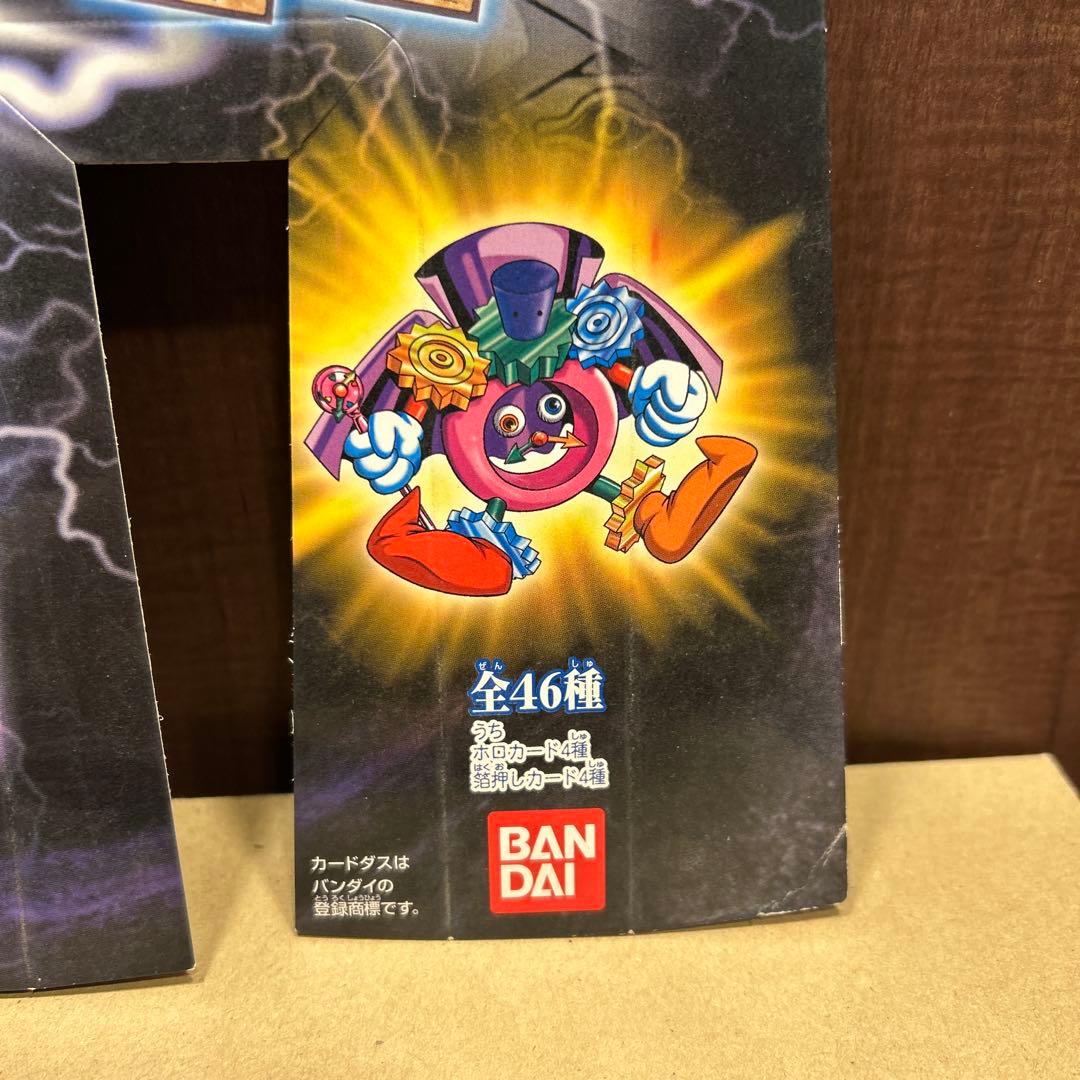 全46種
うち
ホロカード4種
箔押しカード4種
BAN
DAI
カードダスは
バンダイの
登録商標です。